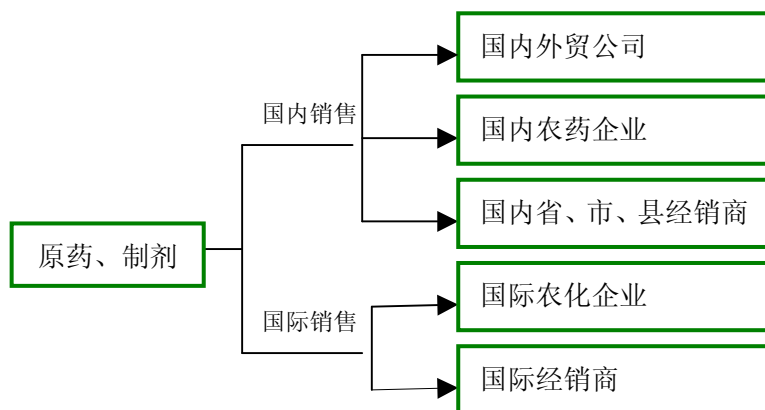 国内外贸公司
国内销售
国内农药企业
国内省、市、县经销商
原药、制剂
国际农化企业
国际销售
国际经销商